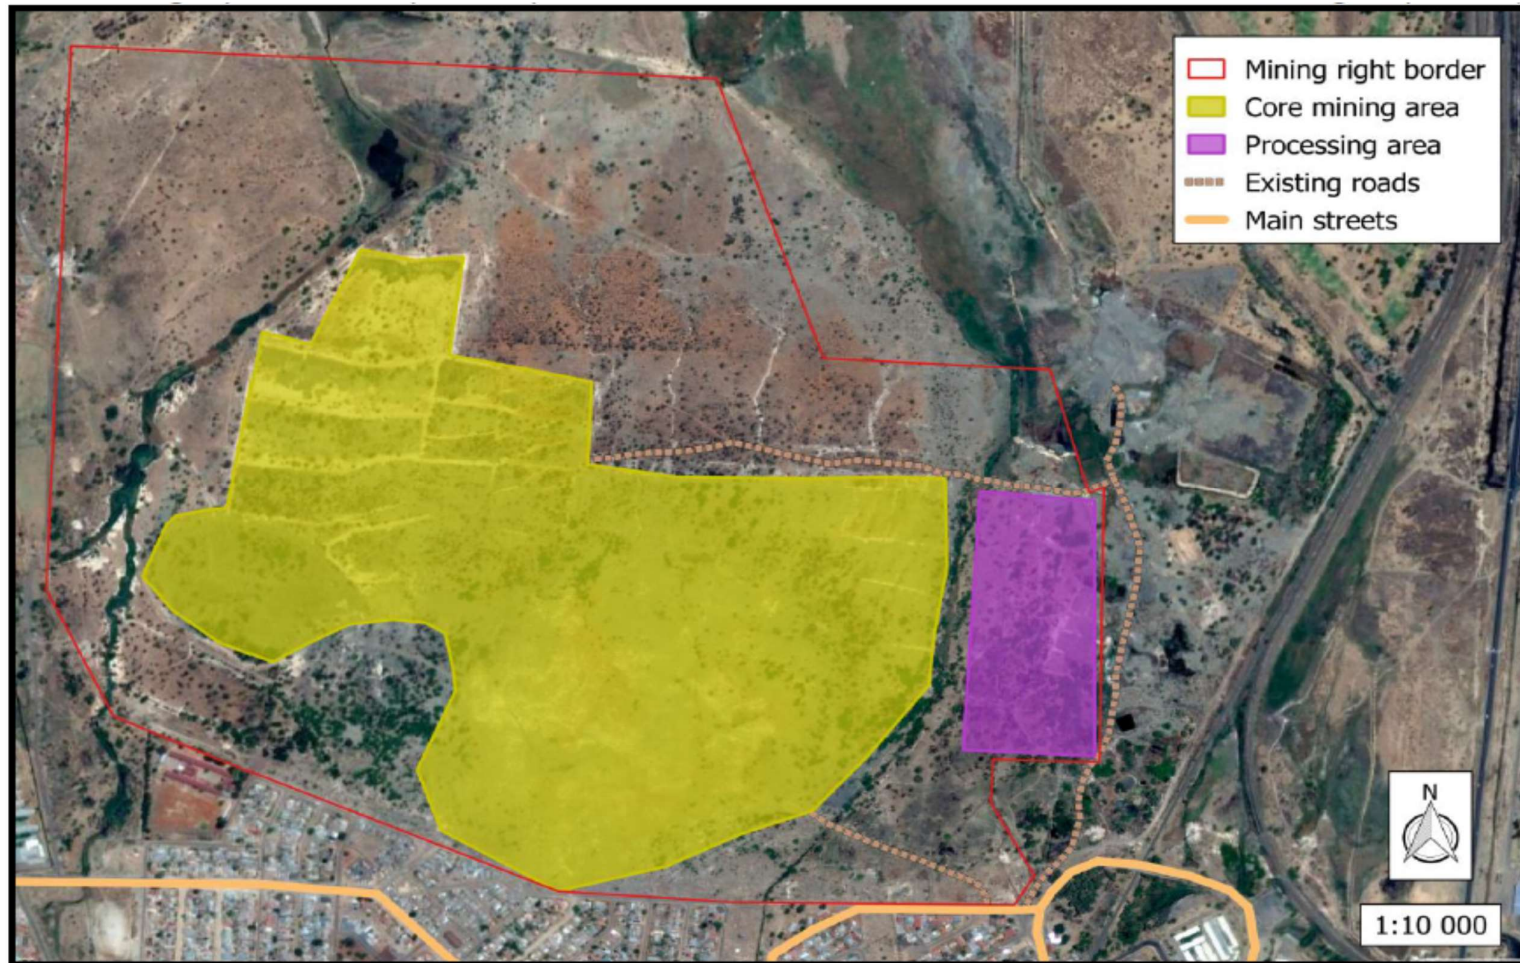 Mining right border
Core mining area
Processing area
Existing roads
Main streets
N
1:10 000